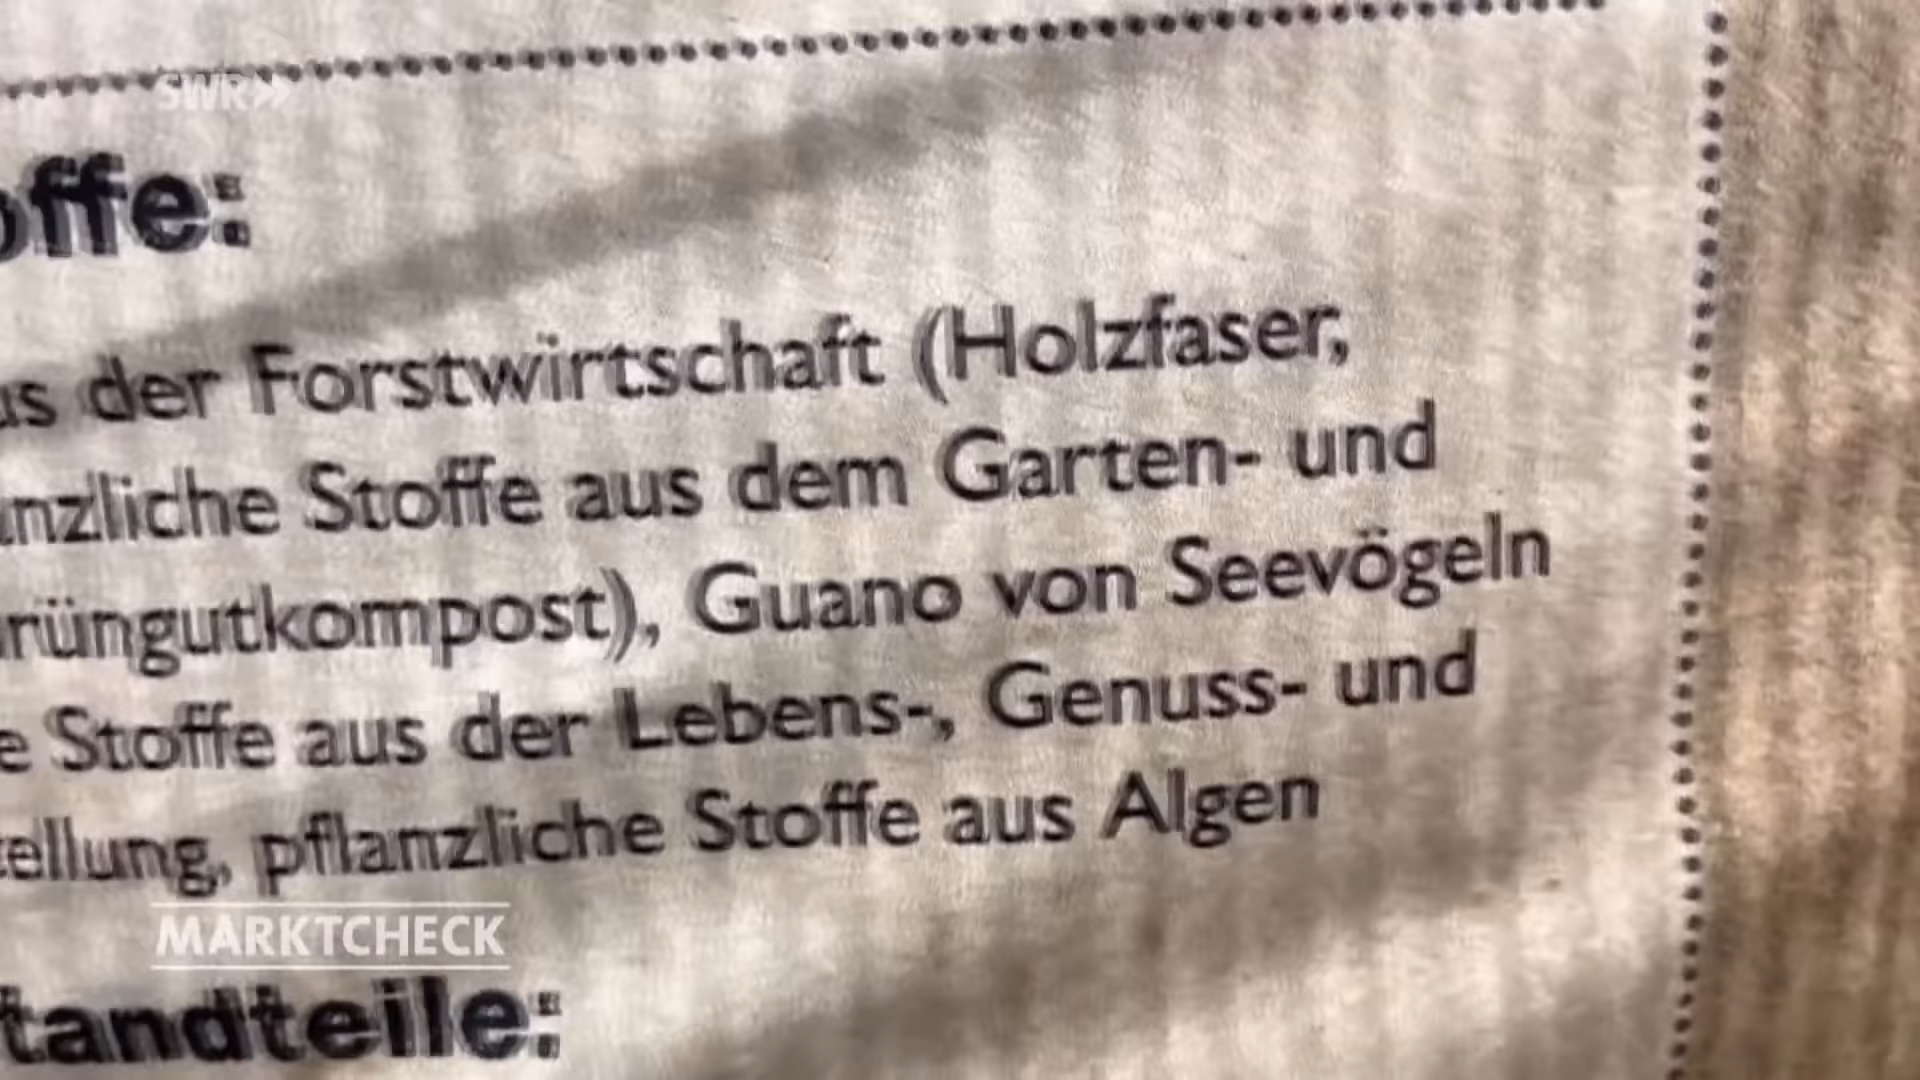 SWR»
offe:
us der Forstwirtschaft (Holzfaser,
nzliche Stoffe aus dem Garten- und
rüngutkompost), Guano von Seevögeln
e Stoffe aus der Lebens-, Genuss- und
ellung, pflanzliche Stoffe aus Algen
MARKTCHECK
tandteile: